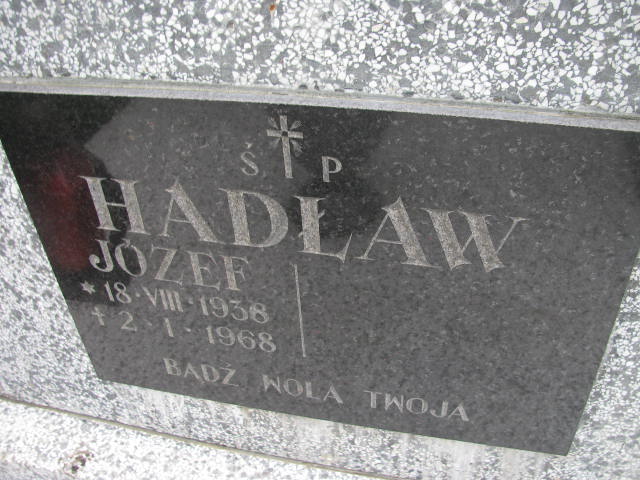 Ś P
HADŁAW
JÓZEF
* 18·VIII·1938
† 2·I·1968
BĄDŹ WOLA TWOJA